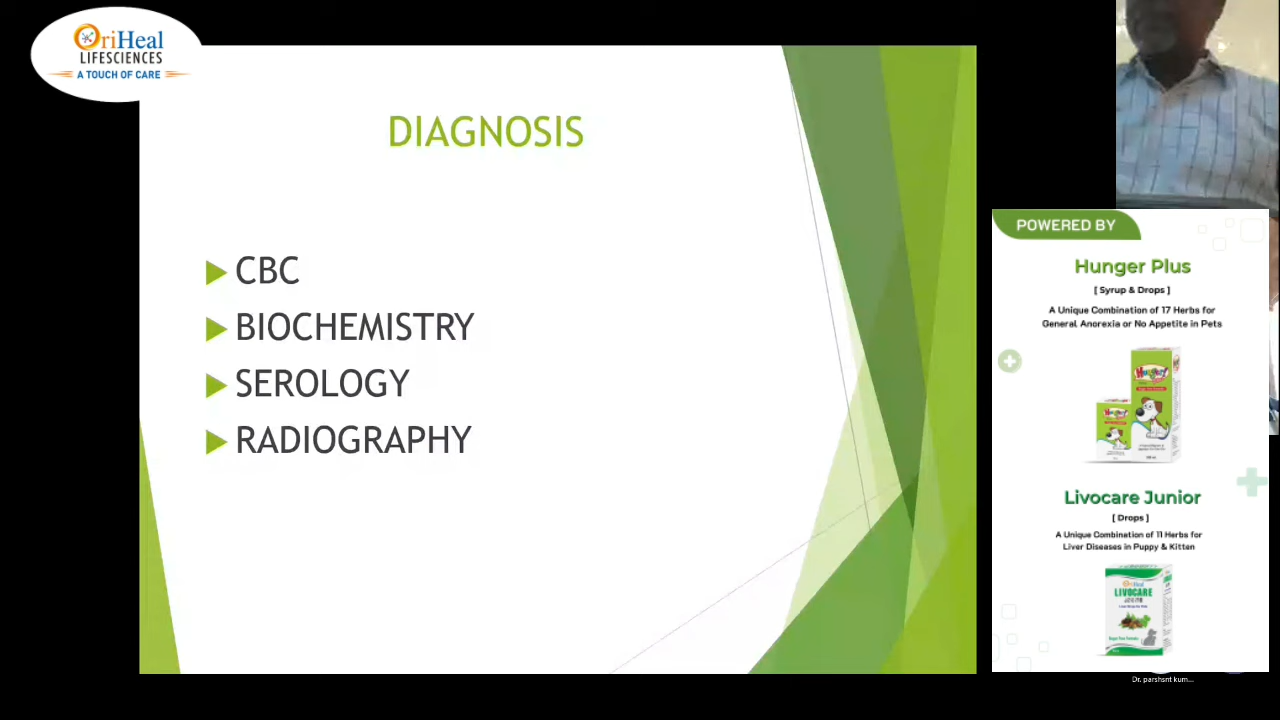 OriHeal
LIFESCIENCES
A TOUCH OF CARE
DIAGNOSIS
CBC
BIOCHEMISTRY
SEROLOGY
RADIOGRAPHY
POWERED BY
Hunger Plus
[ Syrup & Drops ]
A Unique Combination of 17 Herbs for
General Anorexia or No Appetite in Pets
Livocare Junior
[ Drops ]
A Unique Combination of 11 Herbs for
Liver Diseases in Puppy & Kitten
OriHeal
LIVOCARE
Dr. parshsnt kum...